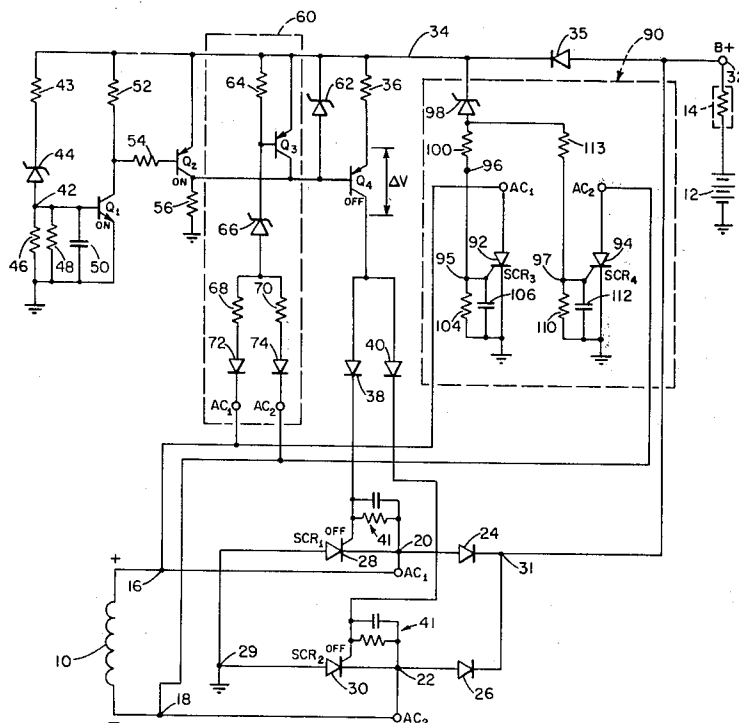 60
34
35
90
B+
32
43
52
64
62
36
98
14
44
54
Q2
ON
Q3
100
113
96
AC1
AC2
12
42
Q1
ON
Q4
OFF
ΔV
56
66
92
94
95
SCR3
97
SCR4
46
48
50
68
70
104
106
110
112
72
74
40
38
AC1
AC2
SCR1
OFF
41
20
24
28
31
+
16
AC1
10
29
SCR2
OFF
41
30
22
26
18
−
AC2